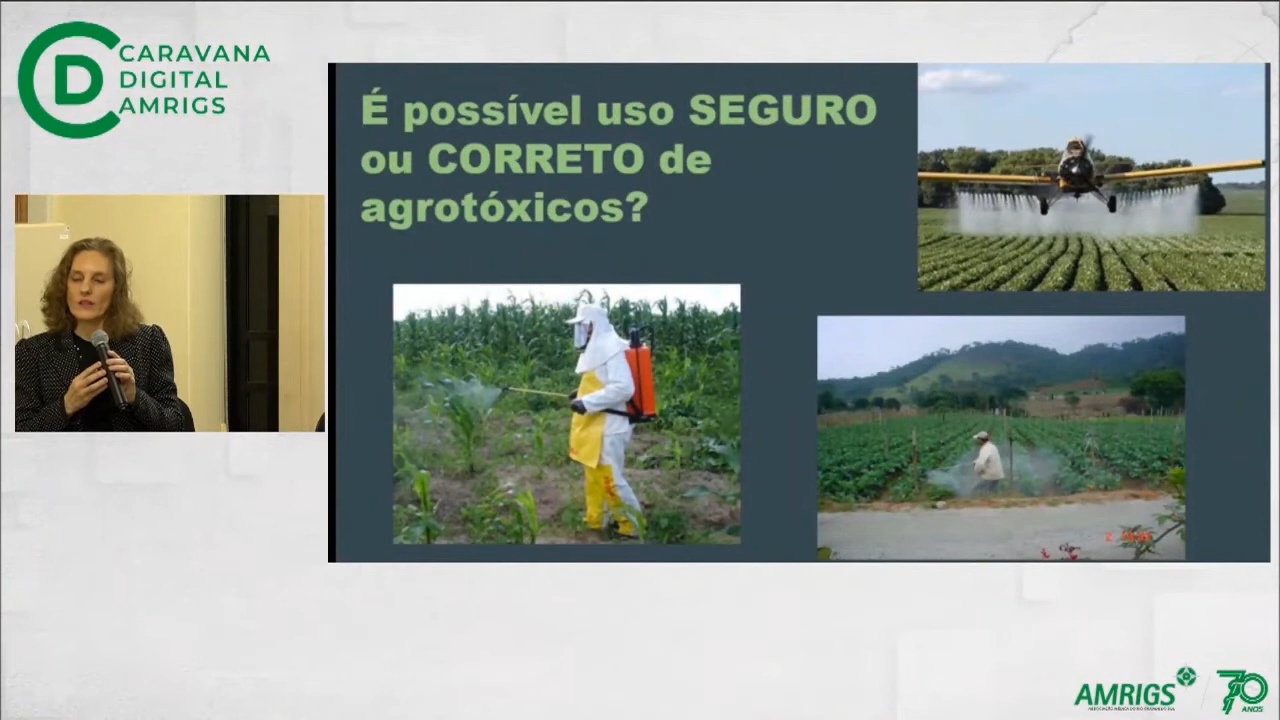 CARAVANA
DIGITAL
AMRIGS
É possível uso SEGURO
ou CORRETO de
agrotóxicos?
AMRIGS
70
ANOS